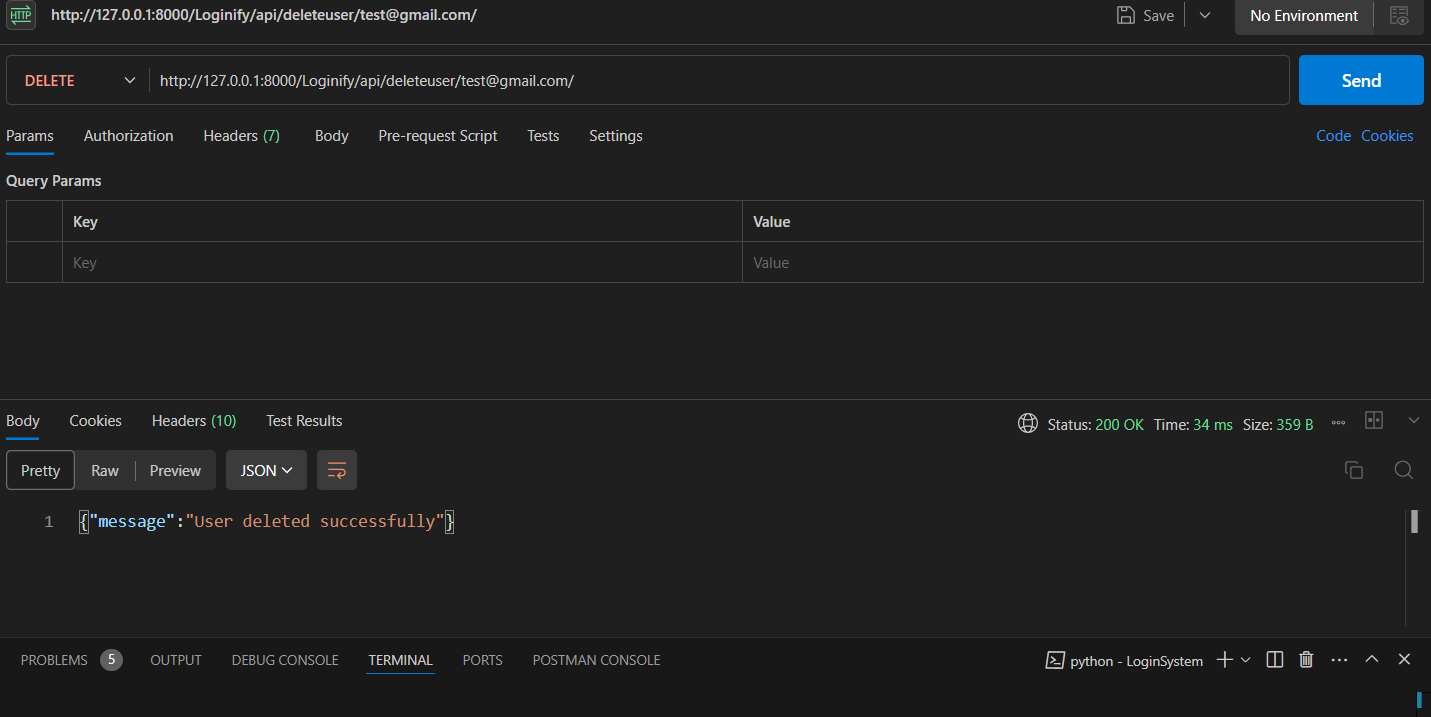 HTTP http://127.0.0.1:8000/Loginify/api/deleteuser/test@gmail.com/ Save No Environment
DELETE http://127.0.0.1:8000/Loginify/api/deleteuser/test@gmail.com/ Send
Params Authorization Headers (7) Body Pre-request Script Tests Settings Code Cookies
Query Params
Key Value
Key Value
Body Cookies Headers (10) Test Results Status: 200 OK Time: 34 ms Size: 359 B
Pretty Raw Preview JSON
1 {"message":"User deleted successfully"}
PROBLEMS 5 OUTPUT DEBUG CONSOLE TERMINAL PORTS POSTMAN CONSOLE python - LoginSystem